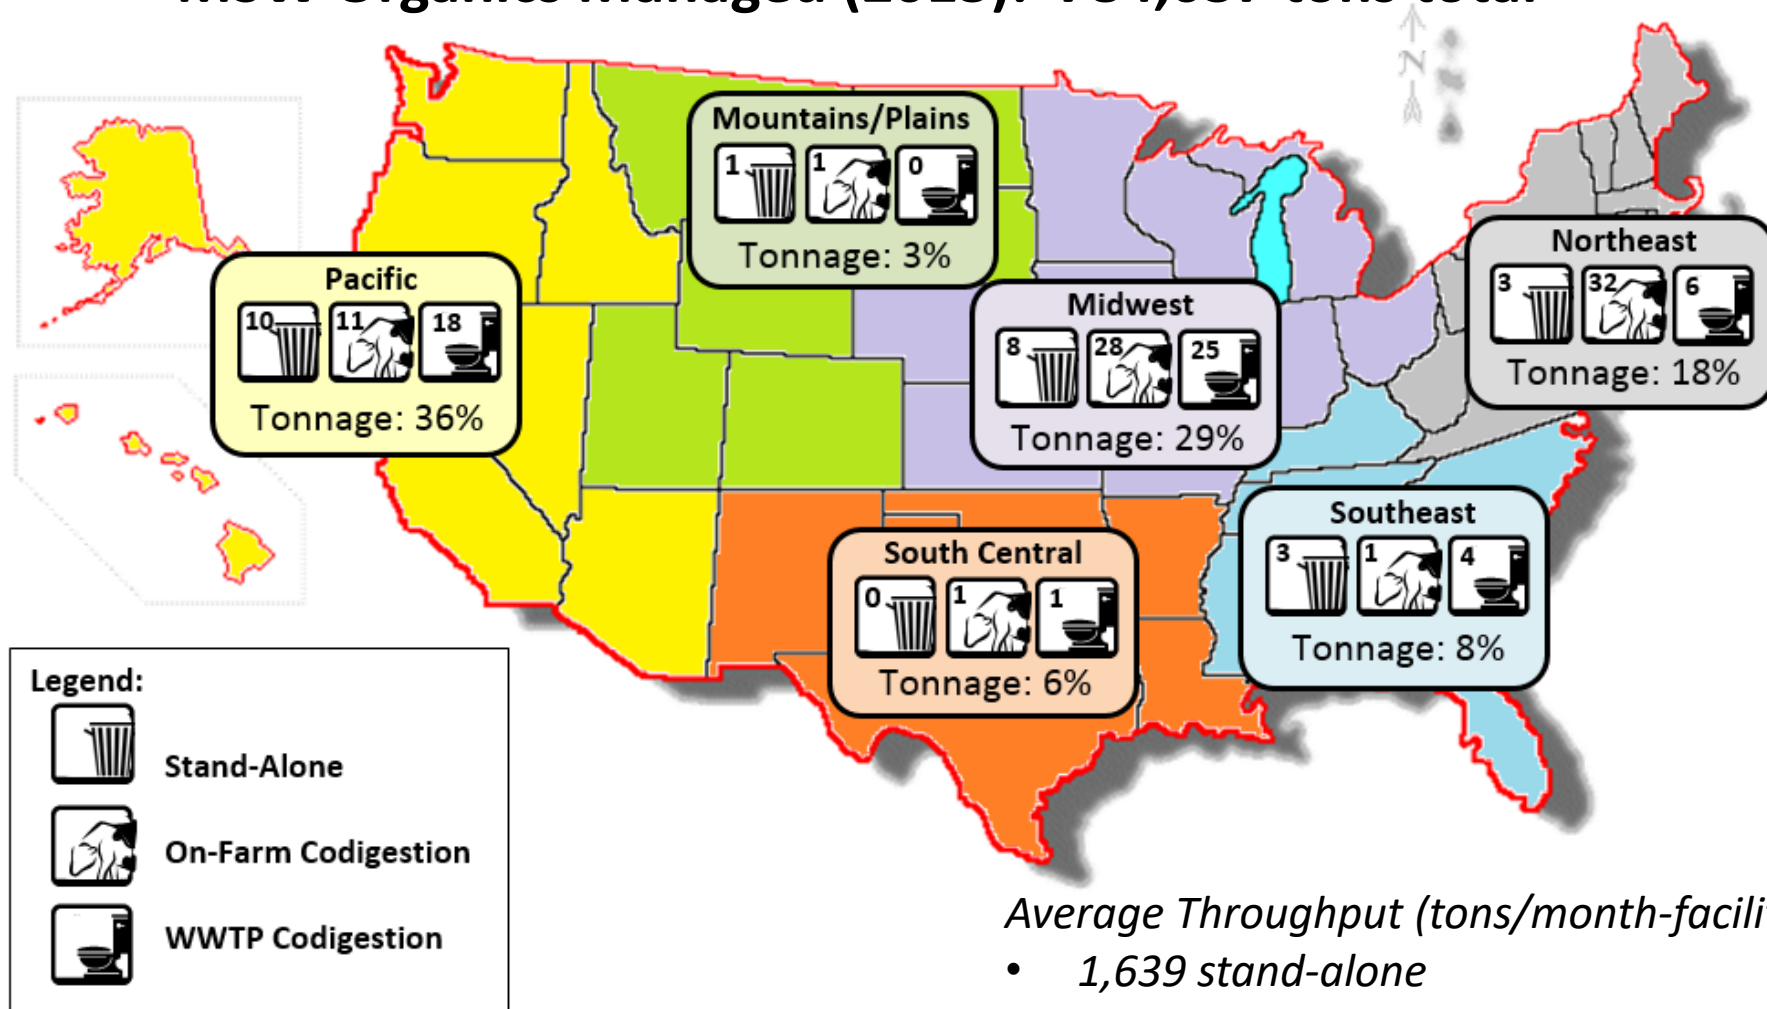 N
Mountains/Plains
1 1 0
Tonnage: 3%
Pacific
10 11 18
Tonnage: 36%
Midwest
8 28 25
Tonnage: 29%
Northeast
3 32 6
Tonnage: 18%
South Central
0 1 1
Tonnage: 6%
Southeast
3 1 4
Tonnage: 8%
Legend:
Stand-Alone
On-Farm Codigestion
WWTP Codigestion
Average Throughput (tons/month-facili
• 1,639 stand-alone